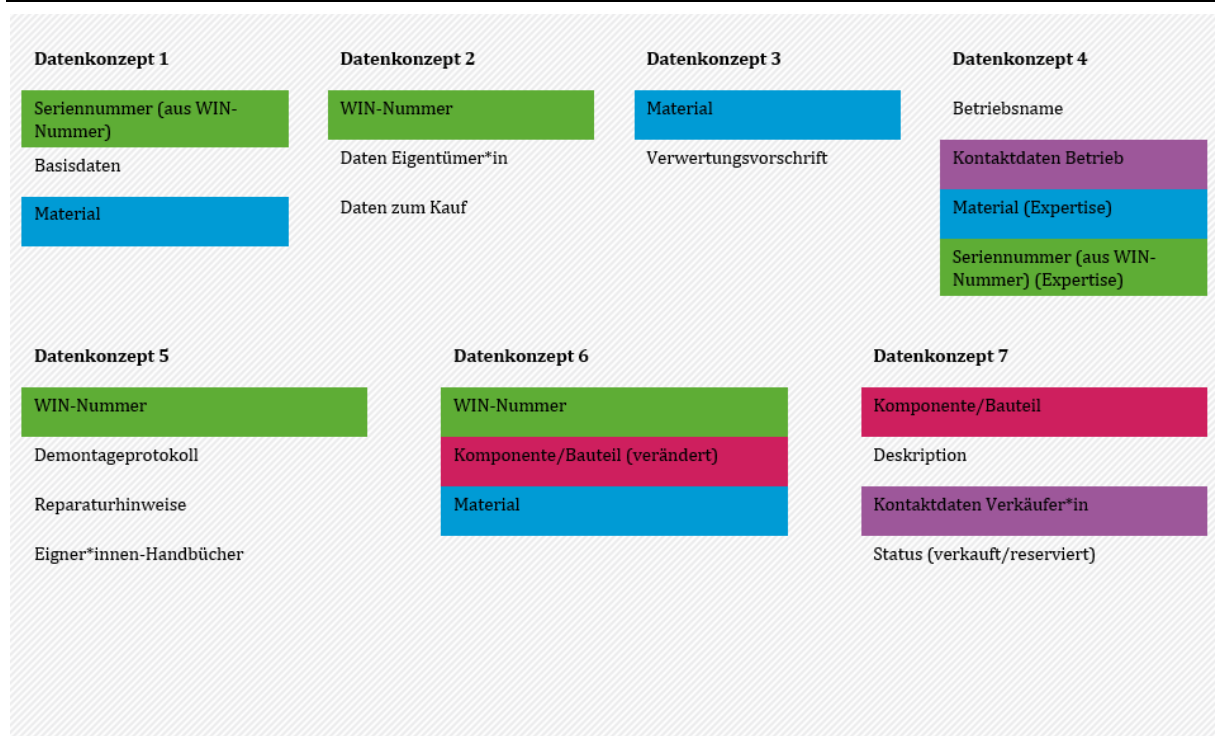 Datenkonzept 1
Seriennummer (aus WIN-
Nummer)
Basisdaten
Material
Datenkonzept 2
WIN-Nummer
Daten Eigentümer*in
Daten zum Kauf
Datenkonzept 3
Material
Verwertungsvorschrift
Datenkonzept 4
Betriebsname
Kontaktdaten Betrieb
Material (Expertise)
Seriennummer (aus WIN-
Nummer) (Expertise)
Datenkonzept 5
WIN-Nummer
Demontageprotokoll
Reparaturhinweise
Eigner*innen-Handbücher
Datenkonzept 6
WIN-Nummer
Komponente/Bauteil (verändert)
Material
Datenkonzept 7
Komponente/Bauteil
Deskription
Kontaktdaten Verkäufer*in
Status (verkauft/reserviert)